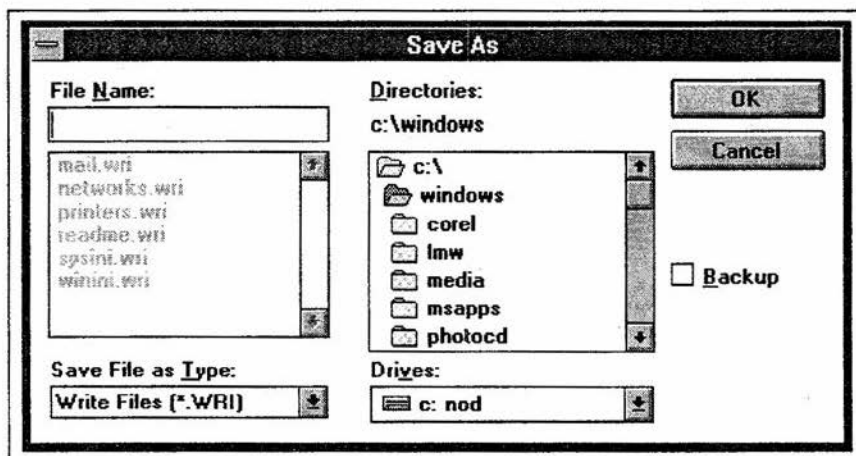 Save As
File Name:
mail.wri
networks.wri
printers.wri
readme.wri
sysini.wri
winini.wri
Save File as Type:
Write Files (*.WRI)
Directories:
c:\windows
c:\
windows
corel
lmw
media
msapps
photocd
Drives:
c: nod
OK
Cancel
Backup